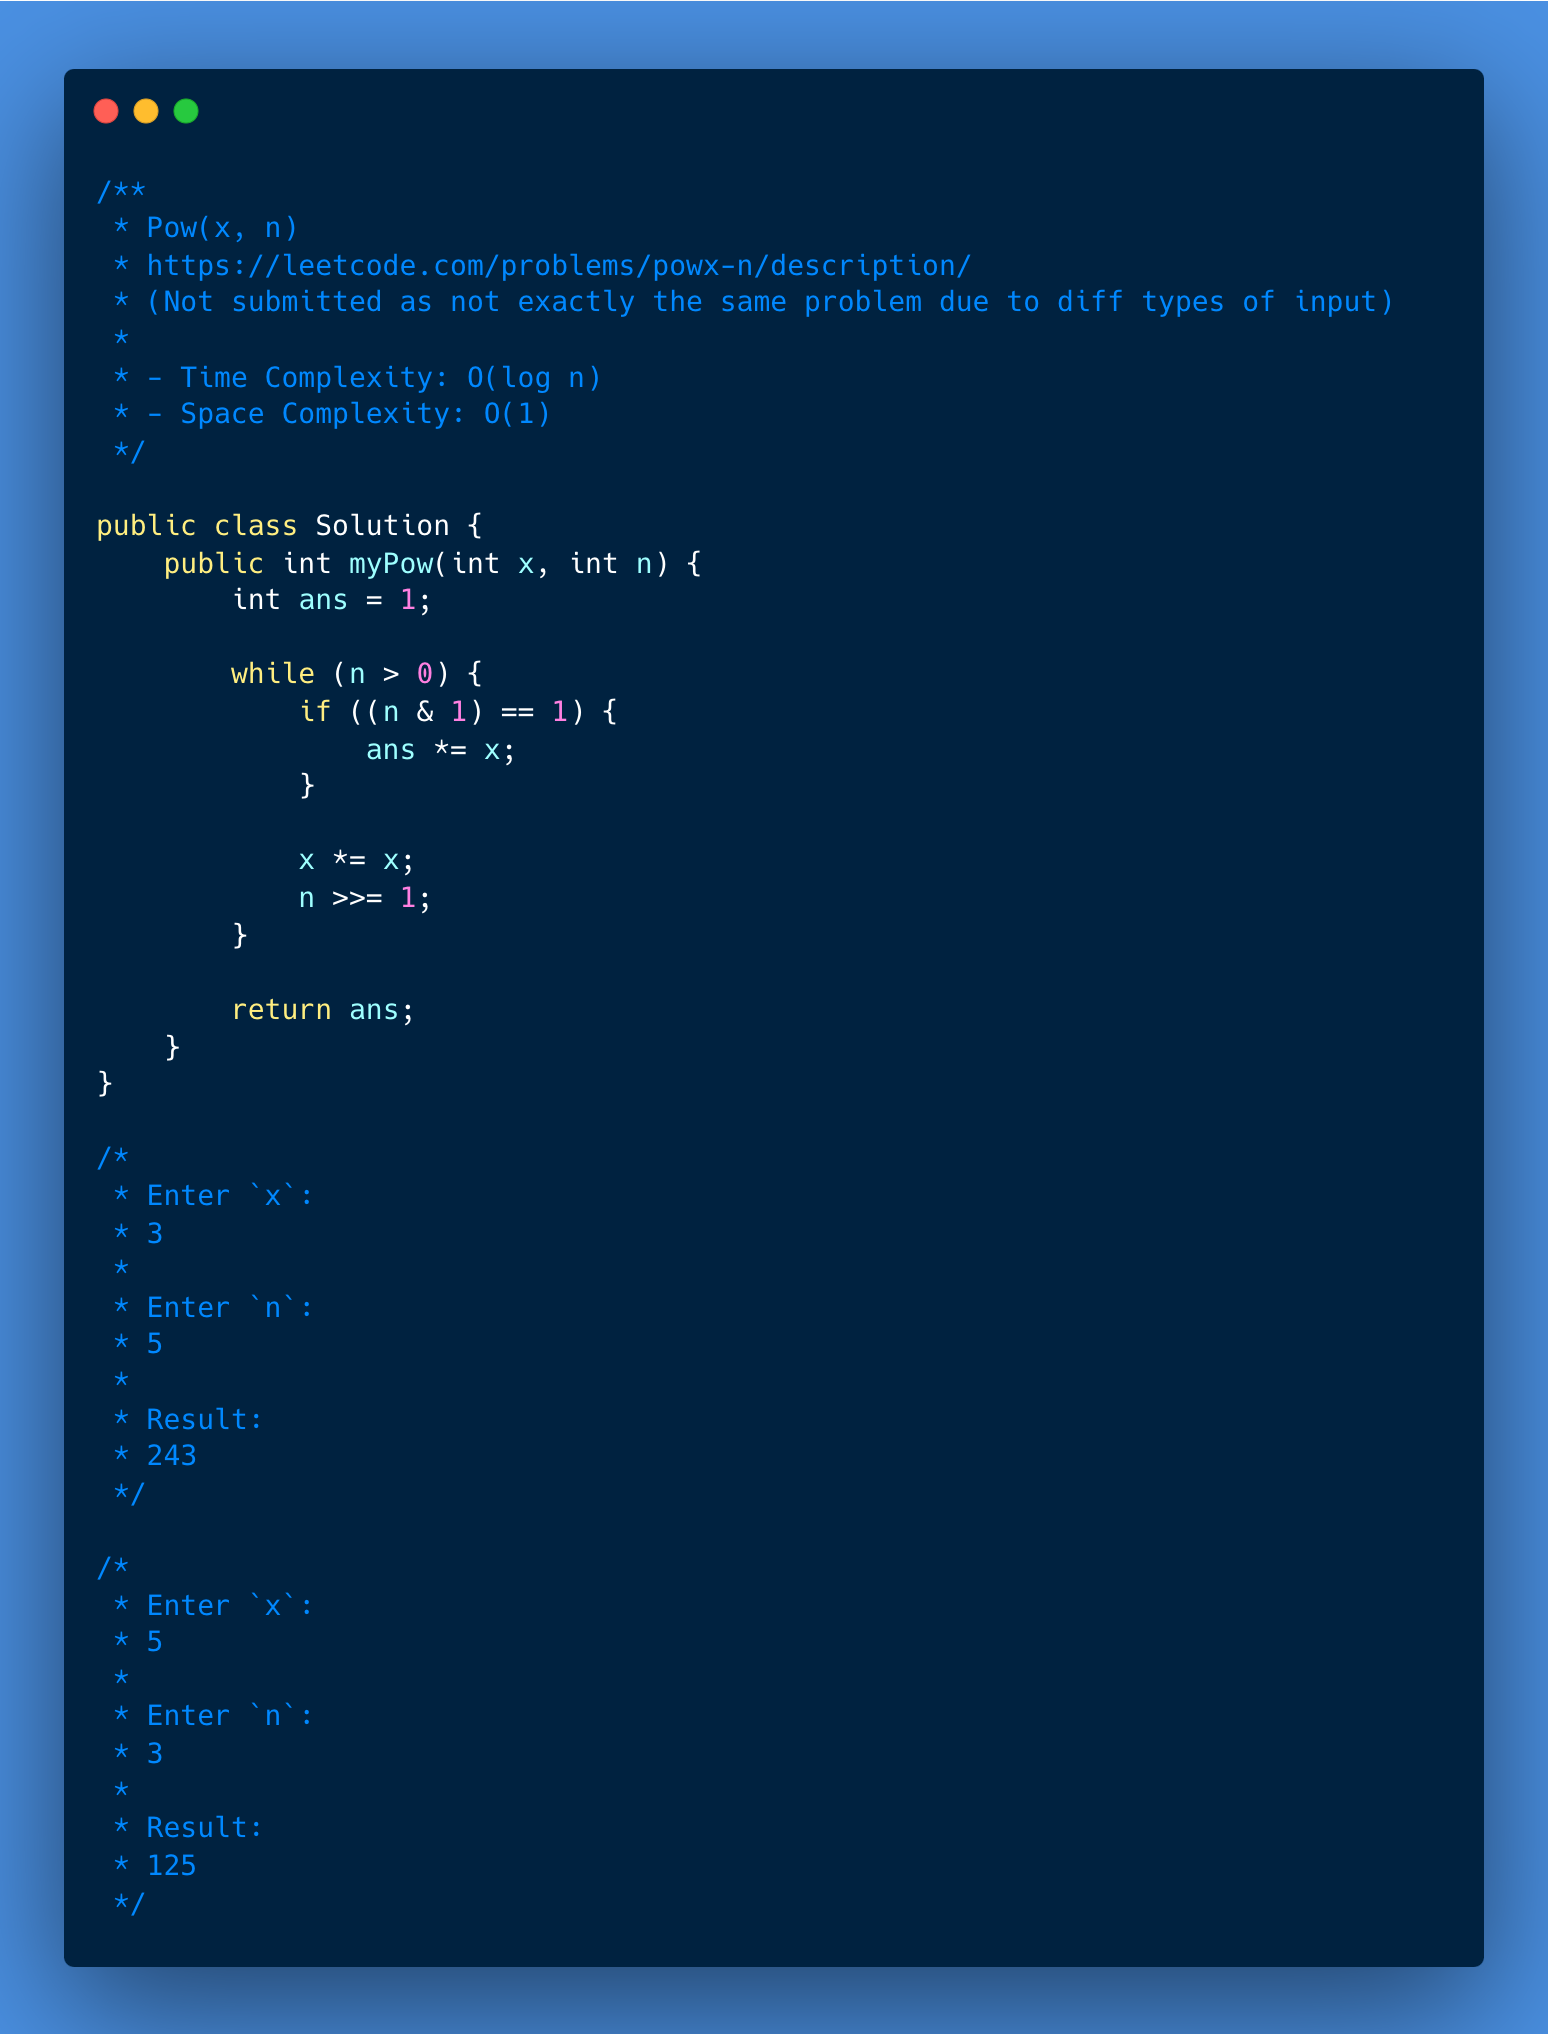 /**
 * Pow(x, n)
 * https://leetcode.com/problems/powx-n/description/
 * (Not submitted as not exactly the same problem due to diff types of input)
 *
 * - Time Complexity: O(log n)
 * - Space Complexity: O(1)
 */

public class Solution {
    public int myPow(int x, int n) {
        int ans = 1;

        while (n > 0) {
            if ((n & 1) == 1) {
                ans *= x;
            }

            x *= x;
            n >>= 1;
        }

        return ans;
    }
}

/*
 * Enter `x`:
 * 3
 *
 * Enter `n`:
 * 5
 *
 * Result:
 * 243
 */

/*
 * Enter `x`:
 * 5
 *
 * Enter `n`:
 * 3
 *
 * Result:
 * 125
 */